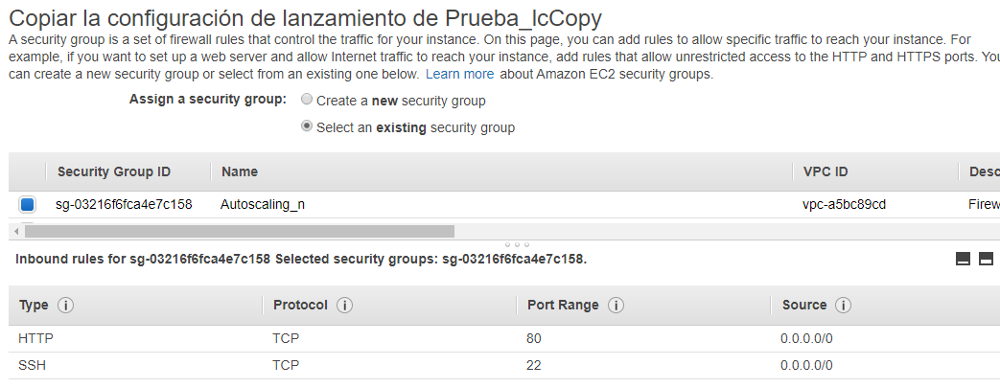 Copiar la configuración de lanzamiento de Prueba_lcCopy
A security group is a set of firewall rules that control the traffic for your instance. On this page, you can add rules to allow specific traffic to reach your instance. For
example, if you want to set up a web server and allow Internet traffic to reach your instance, add rules that allow unrestricted access to the HTTP and HTTPS ports. You
can create a new security group or select from an existing one below. Learn more about Amazon EC2 security groups.
Assign a security group: Create a new security group
Select an existing security group
Security Group ID Name VPC ID Desc
sg-03216f6fca4e7c158 Autoscaling_n vpc-a5bc89cd Firew
Inbound rules for sg-03216f6fca4e7c158 Selected security groups: sg-03216f6fca4e7c158.
Type i Protocol i Port Range i Source i
HTTP TCP 80 0.0.0.0/0
SSH TCP 22 0.0.0.0/0